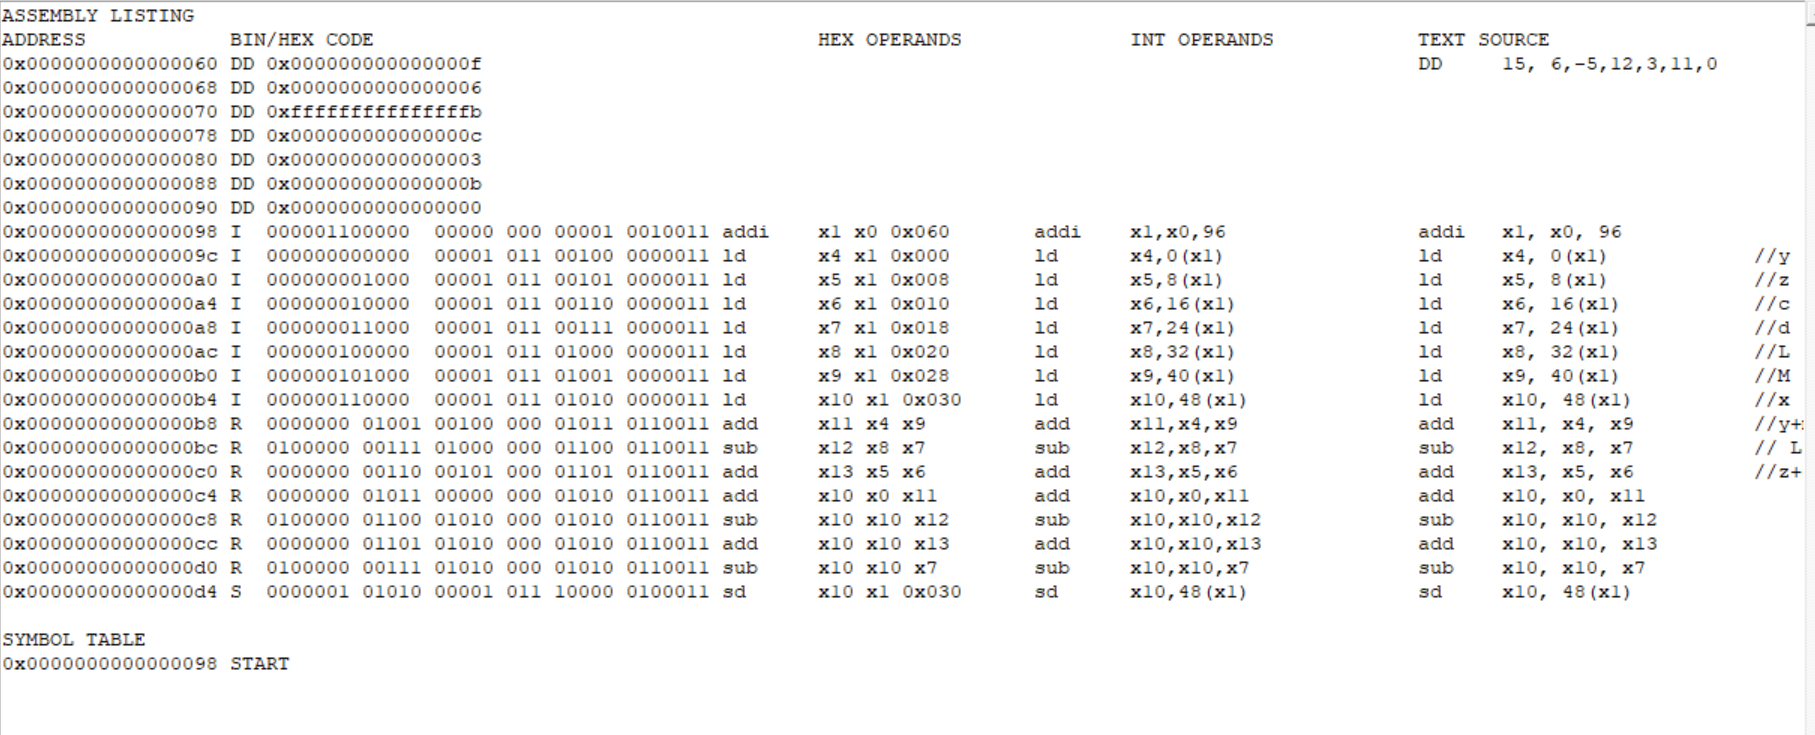 ASSEMBLY LISTING
ADDRESS BIN/HEX CODE HEX OPERANDS INT OPERANDS TEXT SOURCE
0x0000000000000060 DD 0x000000000000000f DD 15, 6,-5,12,3,11,0
0x0000000000000068 DD 0x0000000000000006
0x0000000000000070 DD 0xfffffffffffffffb
0x0000000000000078 DD 0x000000000000000c
0x0000000000000080 DD 0x0000000000000003
0x0000000000000088 DD 0x000000000000000b
0x0000000000000090 DD 0x0000000000000000
0x0000000000000098 I 000001100000 00000 000 00001 0010011 addi x1 x0 0x060 addi x1,x0,96 addi x1, x0, 96
0x000000000000009c I 000000000000 00001 011 00100 0000011 ld x4 x1 0x000 ld x4,0(x1) ld x4, 0(x1) //y
0x00000000000000a0 I 000000001000 00001 011 00101 0000011 ld x5 x1 0x008 ld x5,8(x1) ld x5, 8(x1) //z
0x00000000000000a4 I 000000010000 00001 011 00110 0000011 ld x6 x1 0x010 ld x6,16(x1) ld x6, 16(x1) //c
0x00000000000000a8 I 000000011000 00001 011 00111 0000011 ld x7 x1 0x018 ld x7,24(x1) ld x7, 24(x1) //d
0x00000000000000ac I 000000100000 00001 011 01000 0000011 ld x8 x1 0x020 ld x8,32(x1) ld x8, 32(x1) //L
0x00000000000000b0 I 000000101000 00001 011 01001 0000011 ld x9 x1 0x028 ld x9,40(x1) ld x9, 40(x1) //M
0x00000000000000b4 I 000000110000 00001 011 01010 0000011 ld x10 x1 0x030 ld x10,48(x1) ld x10, 48(x1) //x
0x00000000000000b8 R 0000000 01001 00100 000 01011 0110011 add x11 x4 x9 add x11,x4,x9 add x11, x4, x9 //y+
0x00000000000000bc R 0100000 00111 01000 000 01100 0110011 sub x12 x8 x7 sub x12,x8,x7 sub x12, x8, x7 // L
0x00000000000000c0 R 0000000 00110 00101 000 01101 0110011 add x13 x5 x6 add x13,x5,x6 add x13, x5, x6 //z+
0x00000000000000c4 R 0000000 01011 00000 000 01010 0110011 add x10 x0 x11 add x10,x0,x11 add x10, x0, x11
0x00000000000000c8 R 0100000 01100 01010 000 01010 0110011 sub x10 x10 x12 sub x10,x10,x12 sub x10, x10, x12
0x00000000000000cc R 0000000 01101 01010 000 01010 0110011 add x10 x10 x13 add x10,x10,x13 add x10, x10, x13
0x00000000000000d0 R 0100000 00111 01010 000 01010 0110011 sub x10 x10 x7 sub x10,x10,x7 sub x10, x10, x7
0x00000000000000d4 S 0000001 01010 00001 011 10000 0100011 sd x10 x1 0x030 sd x10,48(x1) sd x10, 48(x1)
SYMBOL TABLE
0x0000000000000098 START